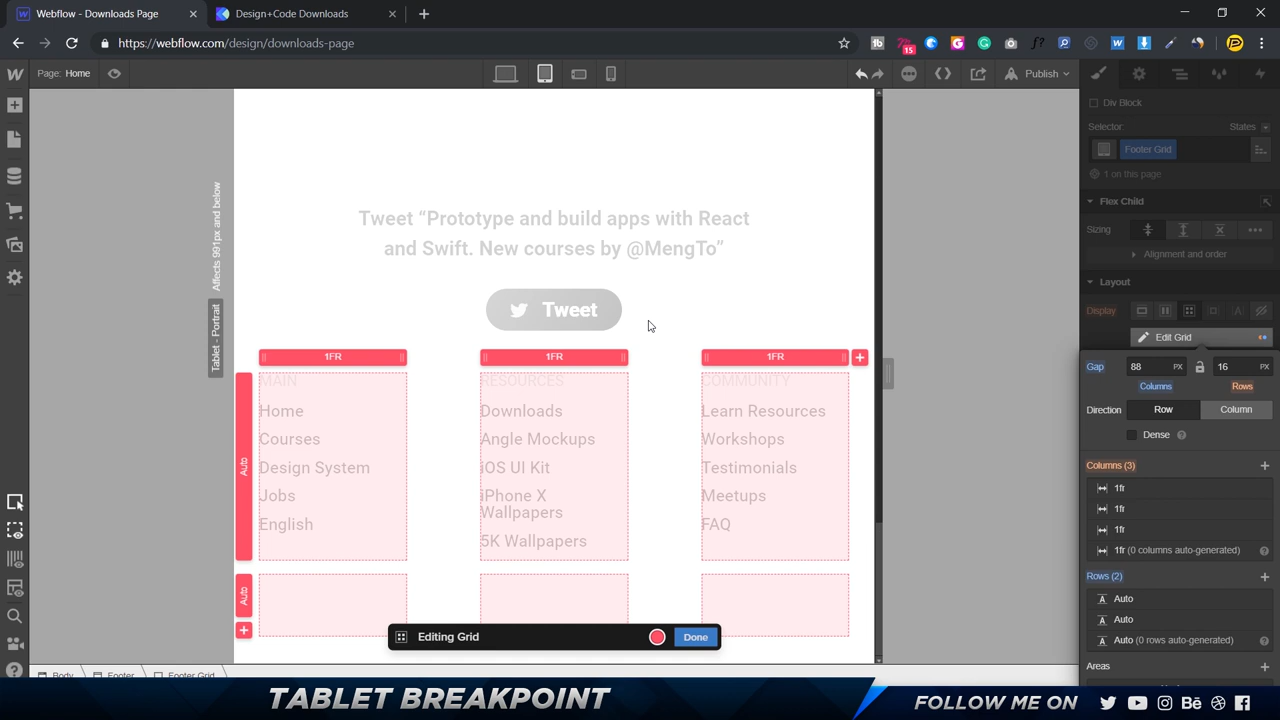 Webflow - Downloads Page
Design+Code Downloads
https://webflow.com/design/downloads-page
15
f?
Page: Home
Publish
Affects 991px and below
Tablet - Portrait
Tweet “Prototype and build apps with React
and Swift. New courses by @MengTo”
Tweet
1FR
1FR
1FR
Auto
MAIN
Home
Courses
Design System
Jobs
English
RESOURCES
Downloads
Angle Mockups
iOS UI Kit
iPhone X
Wallpapers
5K Wallpapers
COMMUNITY
Learn Resources
Workshops
Testimonials
Meetups
FAQ
Auto
Editing Grid
Done
Body
Footer
Footer Grid
Div Block
Selector:
States
Footer Grid
1 on this page
Flex Child
Sizing
Alignment and order
Layout
Display
Edit Grid
Gap
88 PX
16 PX
Columns
Rows
Direction
Row
Column
Dense
Columns (3)
1fr
1fr
1fr
1fr (0 columns auto-generated)
Rows (2)
Auto
Auto
Auto (0 rows auto-generated)
Areas
TABLET BREAKPOINT
FOLLOW ME ON